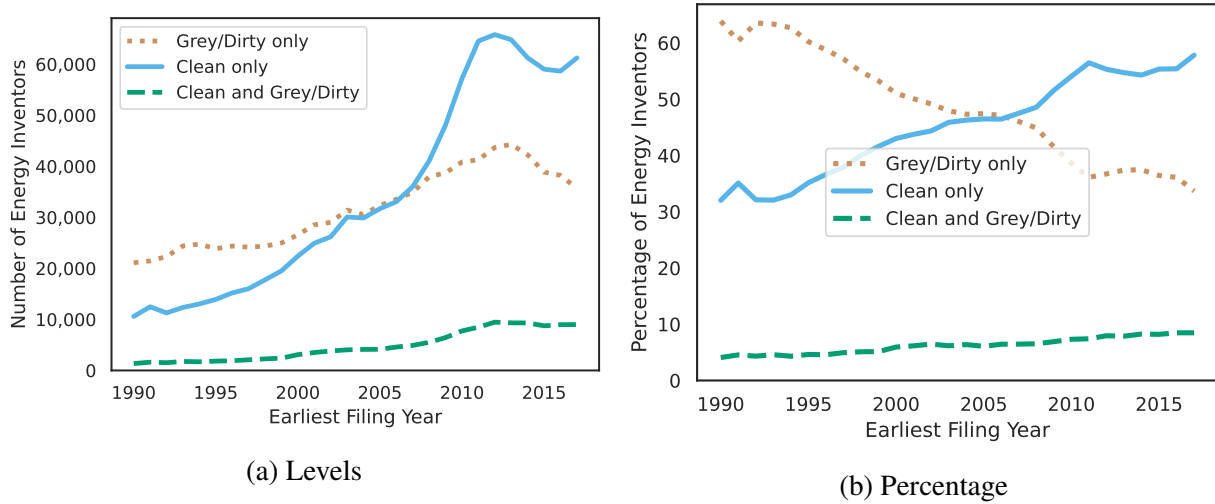 Number of Energy Inventors
60,000
50,000
40,000
30,000
20,000
10,000
0
Grey/Dirty only
Clean only
Clean and Grey/Dirty
1990 1995 2000 2005 2010 2015
Earliest Filing Year
(a) Levels
Percentage of Energy Inventors
60
50
40
30
20
10
0
Grey/Dirty only
Clean only
Clean and Grey/Dirty
1990 1995 2000 2005 2010 2015
Earliest Filing Year
(b) Percentage